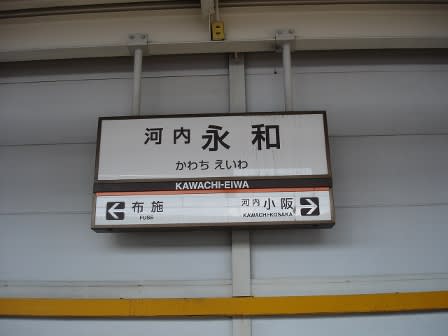 河内 永和
かわち えいわ
KAWACHI-EIWA
布施 河内 小阪
FUSE KAWACHI-KOSAKA